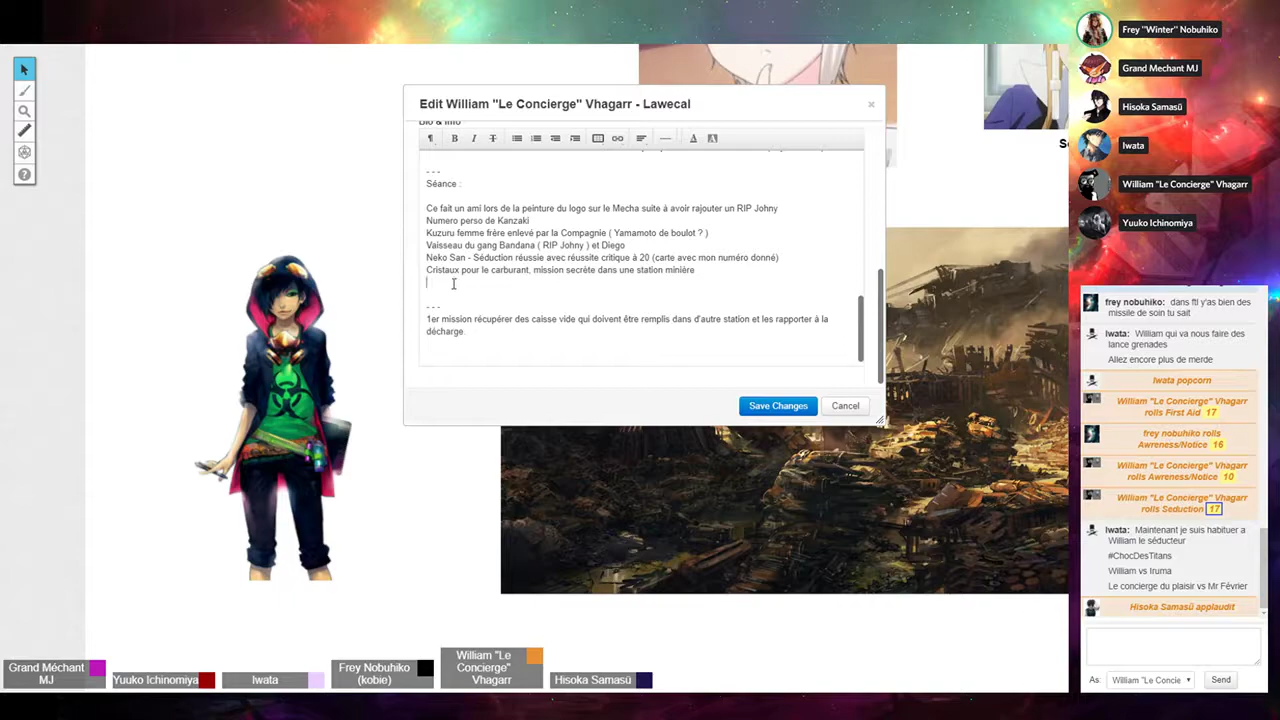 Edit William "Le Concierge" Vhagarr - Lawecal
×
Bio & Info
- - -
Séance :
Ce fait un ami lors de la peinture du logo sur le Mecha suite à avoir rajouter un RIP Johny
Numero perso de Kanzaki
Kuzuru femme frère enlevé par la Compagnie ( Yamamoto de boulot ? )
Vaisseau du gang Bandana ( RIP Johny ) et Diego
Neko San - Séduction réussie avec réussite critique à 20 (carte avec mon numéro donné)
Cristaux pour le carburant, mission secrète dans une station minière
- - -
1er mission récupérer des caisse vide qui doivent être remplis dans d'autre station et les rapporter à la
décharge.
Save Changes
Cancel
Frey "Winter" Nobuhiko
Grand Mechant MJ
Hisoka Samasū
Iwata
William "Le Concierge" Vhagarr
Yuuko Ichinomiya
frey nobuhiko: dans ftl y'as bien des
missile de soin tu sait
Iwata: William qui va nous faire des
lance grenades
Allez encore plus de merde
Iwata popcorn
William "Le Concierge" Vhagarr
rolls First Aid 17
frey nobuhiko rolls
Awreness/Notice 16
William "Le Concierge" Vhagarr
rolls Awreness/Notice 10
William "Le Concierge" Vhagarr
rolls Seduction 17
Iwata: Maintenant je suis habituer a
William le séducteur
#ChocDesTitans
William vs Iruma
Le concierge du plaisir vs Mr Février
Hisoka Samasū applaudit
As: William "Le Concie
Send
Grand Méchant
MJ
Yuuko Ichinomiya
Iwata
Frey Nobuhiko
(kobie)
William "Le
Concierge"
Vhagarr
Hisoka Samasū